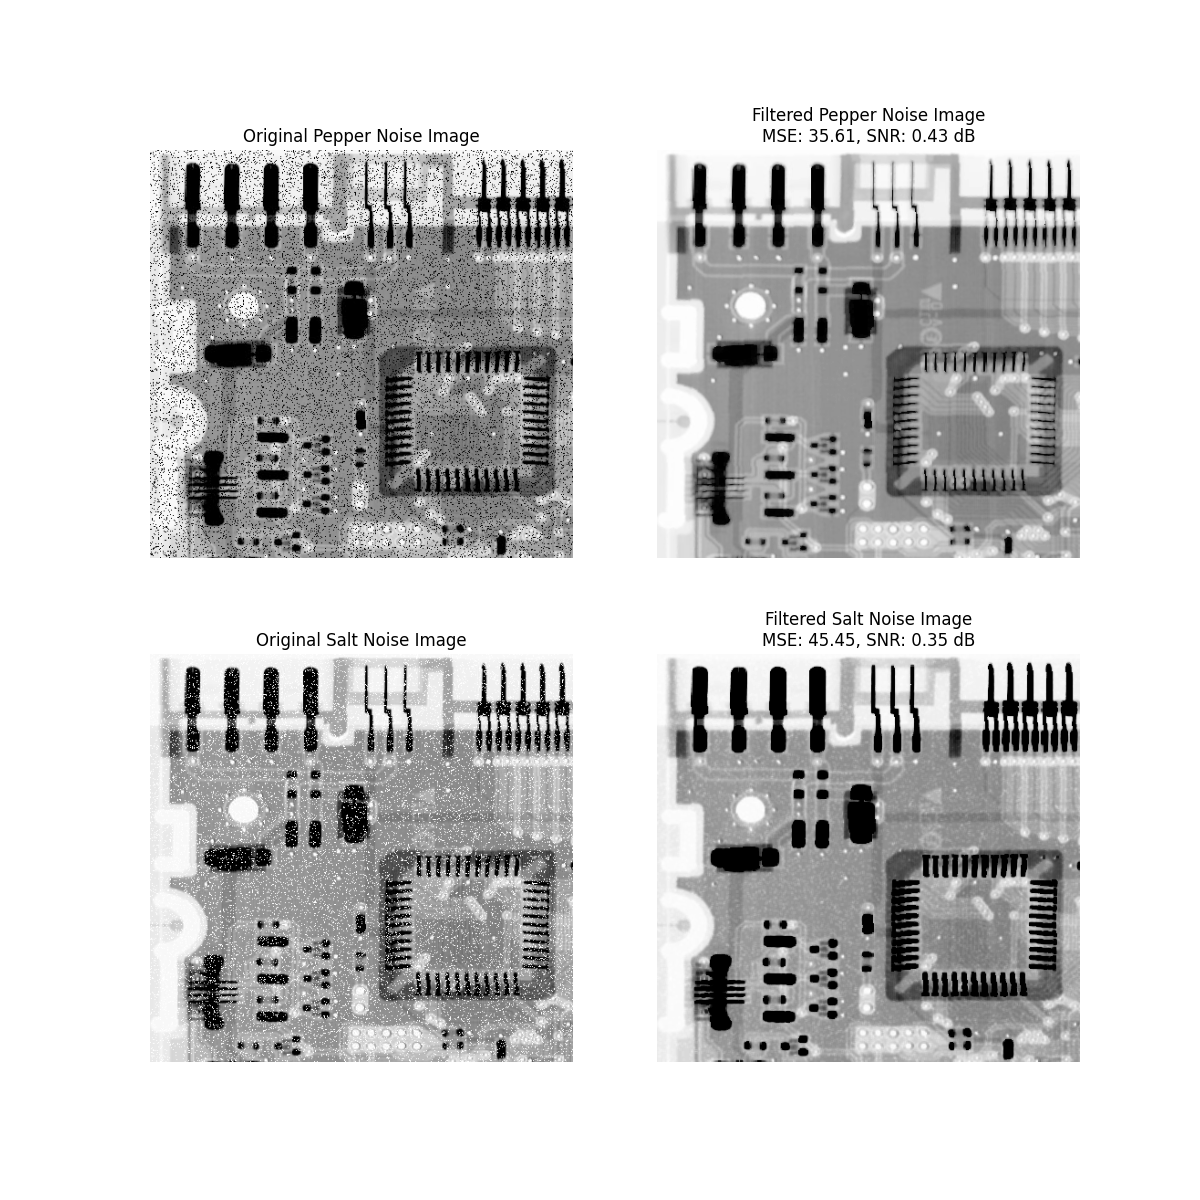 Original Pepper Noise Image
Filtered Pepper Noise Image
MSE: 35.61, SNR: 0.43 dB
Original Salt Noise Image
Filtered Salt Noise Image
MSE: 45.45, SNR: 0.35 dB